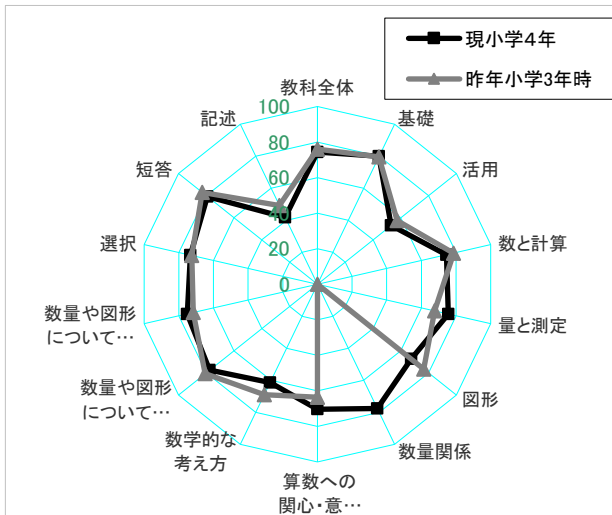 現小学４年
昨年小学3年時
教科全体
基礎
活用
数と計算
量と測定
図形
数量関係
算数への
関心・意…
数学的な
考え方
数量や図形
について…
数量や図形
について…
選択
短答
記述
100
80
60
40
20
0